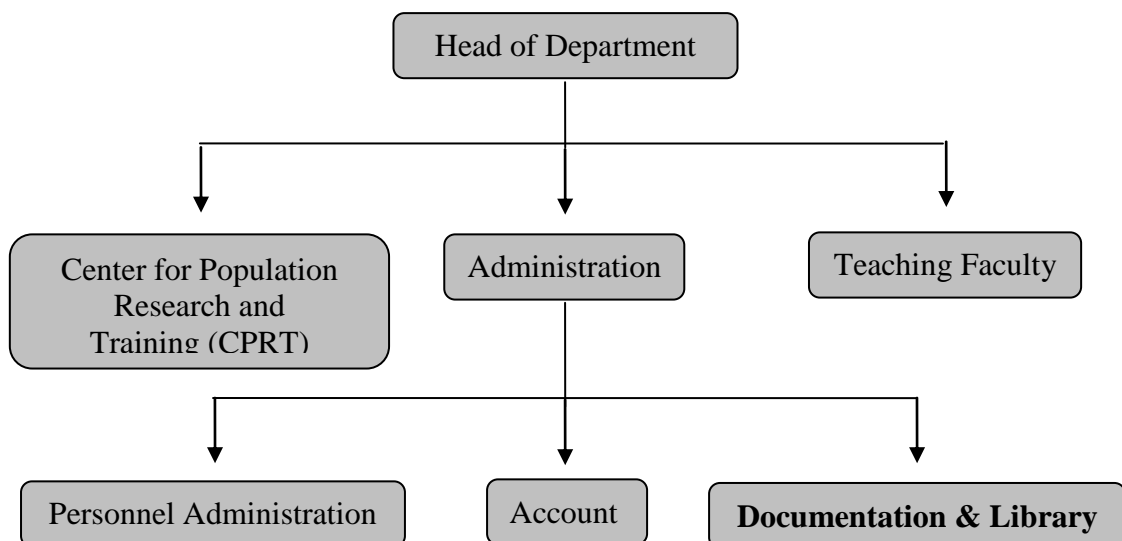 Head of Department
Center for Population
Research and
Training (CPRT)
Administration
Teaching Faculty
Personnel Administration
Account
Documentation & Library